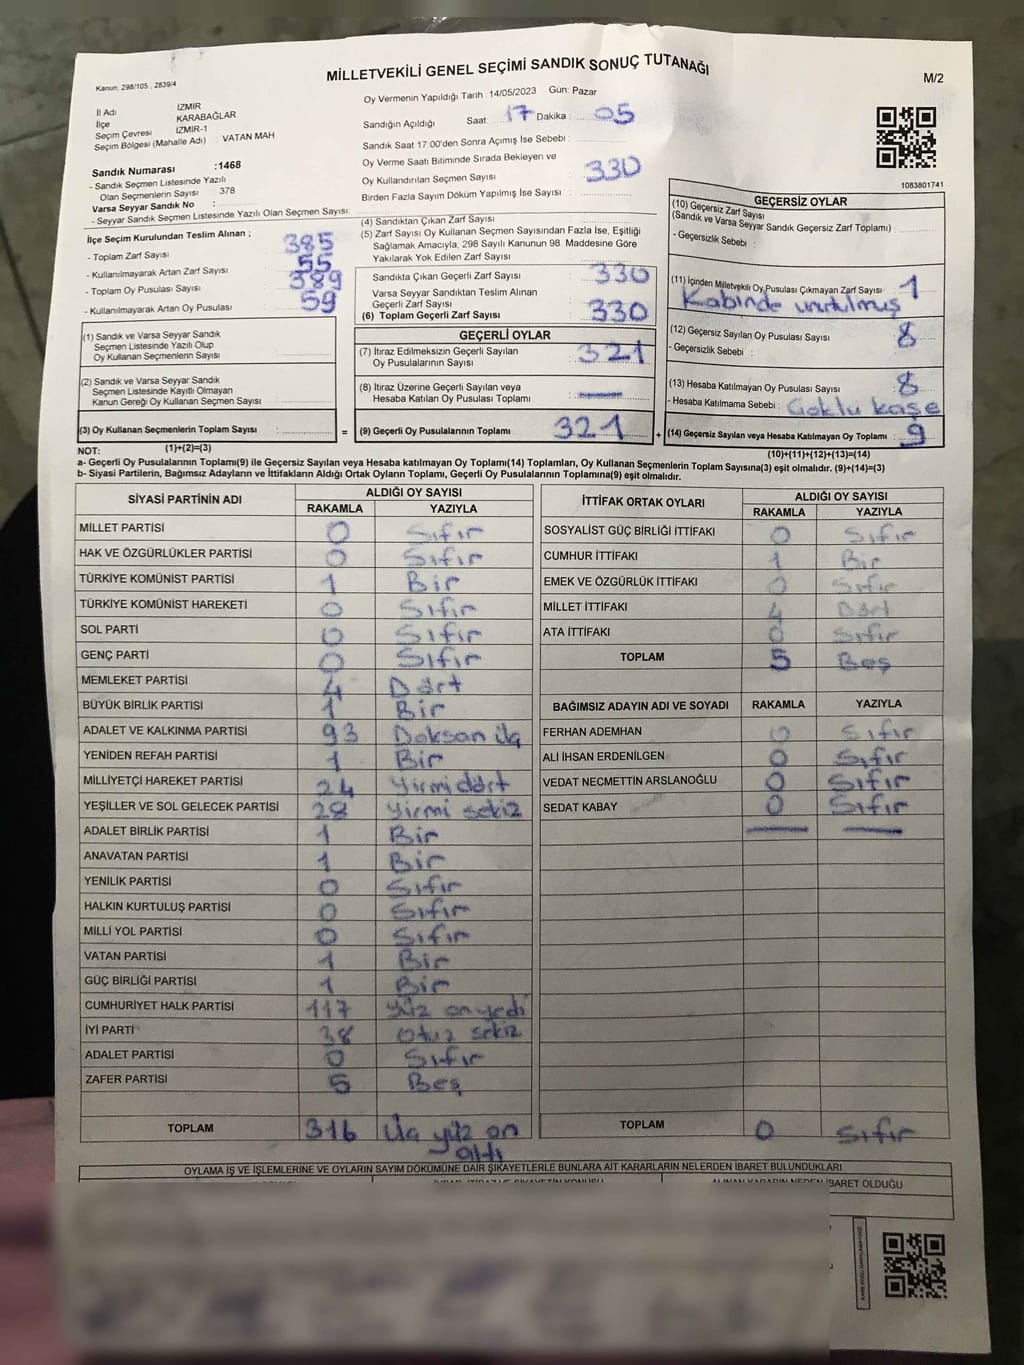 MİLLETVEKİLİ GENEL SEÇİMİ SANDIK SONUÇ TUTANAĞI
M/2
Kanun, 298/105 , 2839/4
İl Adı İZMİR
İlçe KARABAĞLAR
Seçim Çevresi İZMİR-1
Seçim Bölgesi (Mahalle Adı) : VATAN MAH
Sandık Numarası :1468
- Sandık Seçmen Listesinde Yazılı
Olan Seçmenlerin Sayısı : 378
Varsa Seyyar Sandık No :
- Seyyar Sandık Seçmen Listesinde Yazılı Olan Seçmen Sayısı:
Oy Vermenin Yapıldığı Tarih :14/05/2023 Gün: Pazar
Sandığın Açıldığı Saat: 17 Dakika : 05
Sandık Saat 17:00'den Sonra Açımış İse Sebebi :
Oy Verme Saati Bitiminde Sırada Bekleyen ve
Oy Kullandırılan Seçmen Sayısı : 330
Birden Fazla Sayım Döküm Yapılmış İse Sayısı :
1083801741
İlçe Seçim Kurulundan Teslim Alınan ;
- Toplam Zarf Sayısı : 385
- Kullanılmayarak Artan Zarf Sayısı : 55
- Toplam Oy Pusulası Sayısı : 389
- Kullanılmayarak Artan Oy Pusulası : 59
(1) Sandık ve Varsa Seyyar Sandık
Seçmen Listesinde Yazılı Olup
Oy Kullanan Seçmenlerin Sayısı :
(2) Sandık ve Varsa Seyyar Sandık
Seçmen Listesinde Kayıtlı Olmayan
Kanun Gereği Oy Kullanan Seçmen Sayısı :
(3) Oy Kullanan Seçmenlerin Toplam Sayısı :
(1)+(2)=(3)
(4) Sandıktan Çıkan Zarf Sayısı :
(5) Zarf Sayısı Oy Kullanan Seçmen Sayısından Fazla İse, Eşitliği
Sağlamak Amacıyla, 298 Sayılı Kanunun 98. Maddesine Göre
Yakılarak Yok Edilen Zarf Sayısı :
Sandıkta Çıkan Geçerli Zarf Sayısı : 330
Varsa Seyyar Sandıktan Teslim Alınan
Geçerli Zarf Sayısı :
(6) Toplam Geçerli Zarf Sayısı : 330
GEÇERLİ OYLAR
(7) İtiraz Edilmeksizin Geçerli Sayılan
Oy Pusulalarının Sayısı : 321
(8) İtiraz Üzerine Geçerli Sayılan veya
Hesaba Katılan Oy Pusulası Toplamı :
= (9) Geçerli Oy Pusulalarının Toplamı : 321
GEÇERSİZ OYLAR
(10) Geçersiz Zarf Sayısı
(Sandık ve Varsa Seyyar Sandık Geçersiz Zarf Toplamı) :
- Geçersizlik Sebebi :
(11) İçinden Milletvekili Oy Pusulası Çıkmayan Zarf Sayısı : 1
Kabinde unutulmuş
(12) Geçersiz Sayılan Oy Pusulası Sayısı : 8
- Geçersizlik Sebebi :
(13) Hesaba Katılmayan Oy Pusulası Sayısı : 8
- Hesaba Katılmama Sebebi : Çoklu kaşe
+ (14) Geçersiz Sayılan veya Hesaba Katılmayan Oy Toplamı : 9
(10)+(11)+(12)+(13)=(14)
NOT:
a- Geçerli Oy Pusulalarının Toplamı(9) ile Geçersiz Sayılan veya Hesaba katılmayan Oy Toplamı(14) Toplamları, Oy Kullanan Seçmenlerin Toplam Sayısına(3) eşit olmalıdır. (9)+(14)=(3)
b- Siyasi Partilerin, Bağımsız Adayların ve İttifakların Aldığı Ortak Oyların Toplamı, Geçerli Oy Pusulalarının Toplamına(9) eşit olmalıdır.
SİYASİ PARTİNİN ADI ALDIĞI OY SAYISI
RAKAMLA YAZIYLA
MİLLET PARTİSİ 0 Sıfır
HAK VE ÖZGÜRLÜKLER PARTİSİ 0 Sıfır
TÜRKİYE KOMÜNİST PARTİSİ 1 Bir
TÜRKİYE KOMÜNİST HAREKETİ 0 Sıfır
SOL PARTİ 0 Sıfır
GENÇ PARTİ 0 Sıfır
MEMLEKET PARTİSİ 4 Dört
BÜYÜK BİRLİK PARTİSİ 1 Bir
ADALET VE KALKINMA PARTİSİ 93 Doksan üç
YENİDEN REFAH PARTİSİ 1 Bir
MİLLİYETÇİ HAREKET PARTİSİ 24 Yirmi dört
YEŞİLLER VE SOL GELECEK PARTİSİ 28 Yirmi sekiz
ADALET BİRLİK PARTİSİ 1 Bir
ANAVATAN PARTİSİ 1 Bir
YENİLİK PARTİSİ 0 Sıfır
HALKIN KURTULUŞ PARTİSİ 0 Sıfır
MİLLİ YOL PARTİSİ 0 Sıfır
VATAN PARTİSİ 1 Bir
GÜÇ BİRLİĞİ PARTİSİ 1 Bir
CUMHURİYET HALK PARTİSİ 117 Yüz on yedi
İYİ PARTİ 38 Otuz sekiz
ADALET PARTİSİ 0 Sıfır
ZAFER PARTİSİ 5 Beş
TOPLAM 316 Üç yüz on
altı
İTTİFAK ORTAK OYLARI ALDIĞI OY SAYISI
RAKAMLA YAZIYLA
SOSYALİST GÜÇ BİRLİĞİ İTTİFAKI 0 Sıfır
CUMHUR İTTİFAKI 1 Bir
EMEK VE ÖZGÜRLÜK İTTİFAKI 0 Sıfır
MİLLET İTTİFAKI 4 Dört
ATA İTTİFAKI 0 Sıfır
TOPLAM 5 Beş
BAĞIMSIZ ADAYIN ADI VE SOYADI RAKAMLA YAZIYLA
FERHAN ADEMHAN 0 Sıfır
ALİ İHSAN ERDENİLGEN 0 Sıfır
VEDAT NECMETTİN ARSLANOĞLU 0 Sıfır
SEDAT KABAY 0 Sıfır
TOPLAM 0 Sıfır
OYLAMA İŞ VE İŞLEMLERİNE VE OYLARIN SAYIM DÖKÜMÜNE DAİR ŞİKAYETLERLE BUNLARA AİT KARARLARIN NELERDEN İBARET BULUNDUKLARI
İBARET OLDUĞU